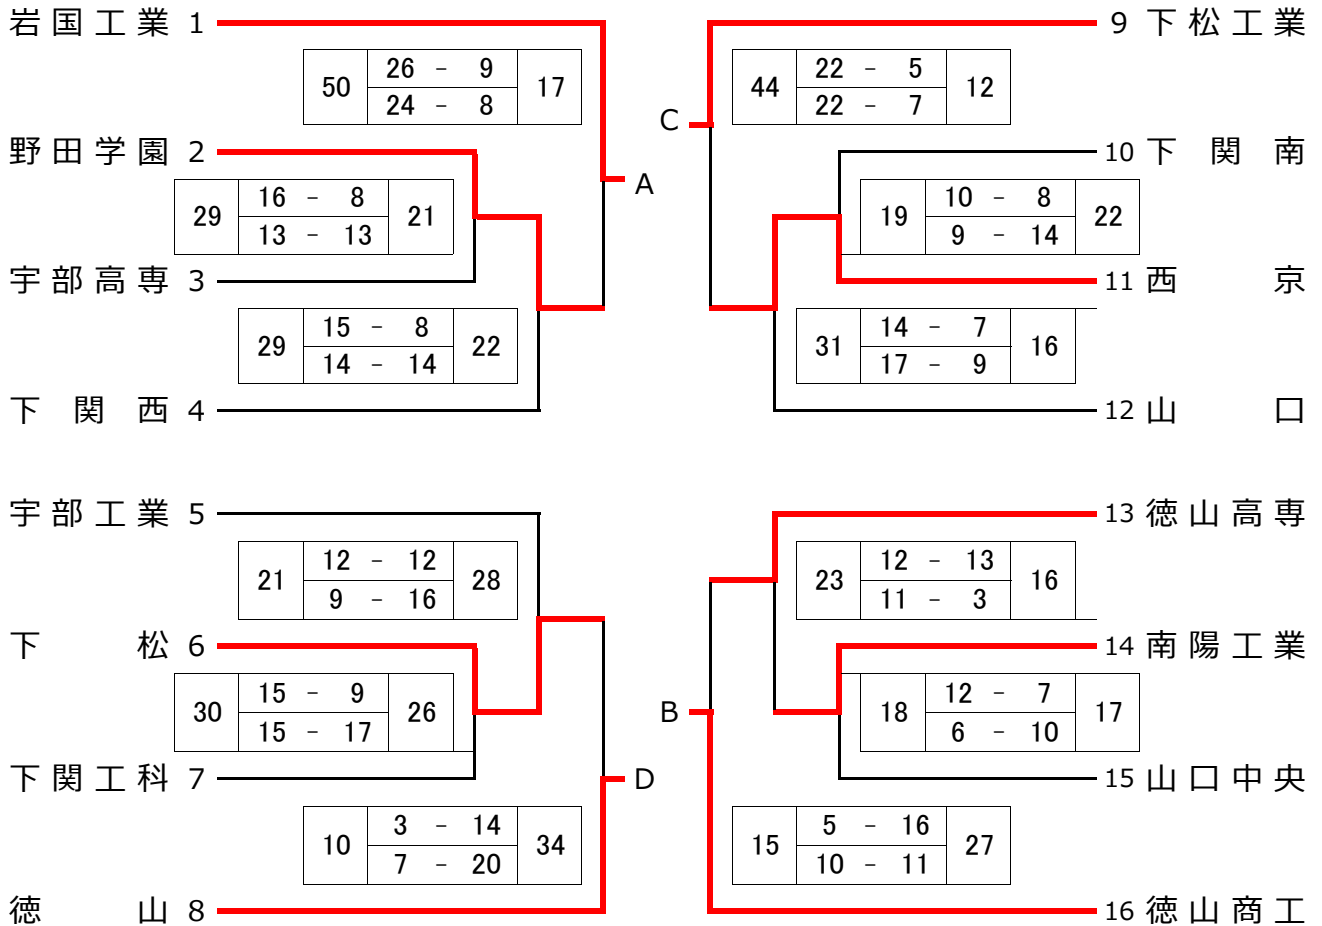 岩国工業 1
50 26 - 9 17
24 - 8
野田学園 2
A
29 16 - 8 21
13 - 13
宇部高専 3
29 15 - 8 22
14 - 14
下関西 4
宇部工業 5
21 12 - 12 28
9 - 16
下松 6
30 15 - 9 26
15 - 17
下関工科 7
D
10 3 - 14 34
7 - 20
徳山 8
9 下松工業
44 22 - 5 12
22 - 7
C
10 下関南
19 10 - 8 22
9 - 14
11 西京
31 14 - 7 16
17 - 9
12 山口
13 徳山高専
23 12 - 13 16
11 - 3
14 南陽工業
18 12 - 7 17
6 - 10
B
15 山口中央
15 5 - 16 27
10 - 11
16 徳山商工